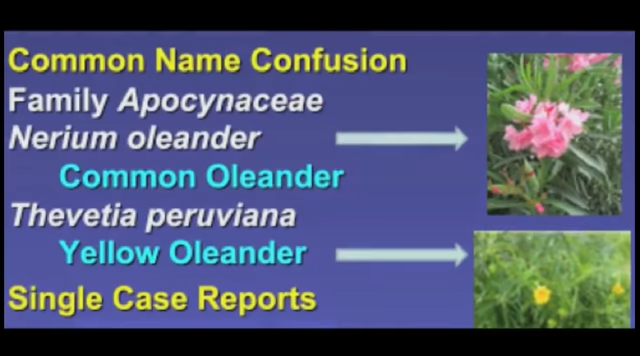 Common Name Confusion
Family Apocynaceae
Nerium oleander
Common Oleander
Thevetia peruviana
Yellow Oleander
Single Case Reports